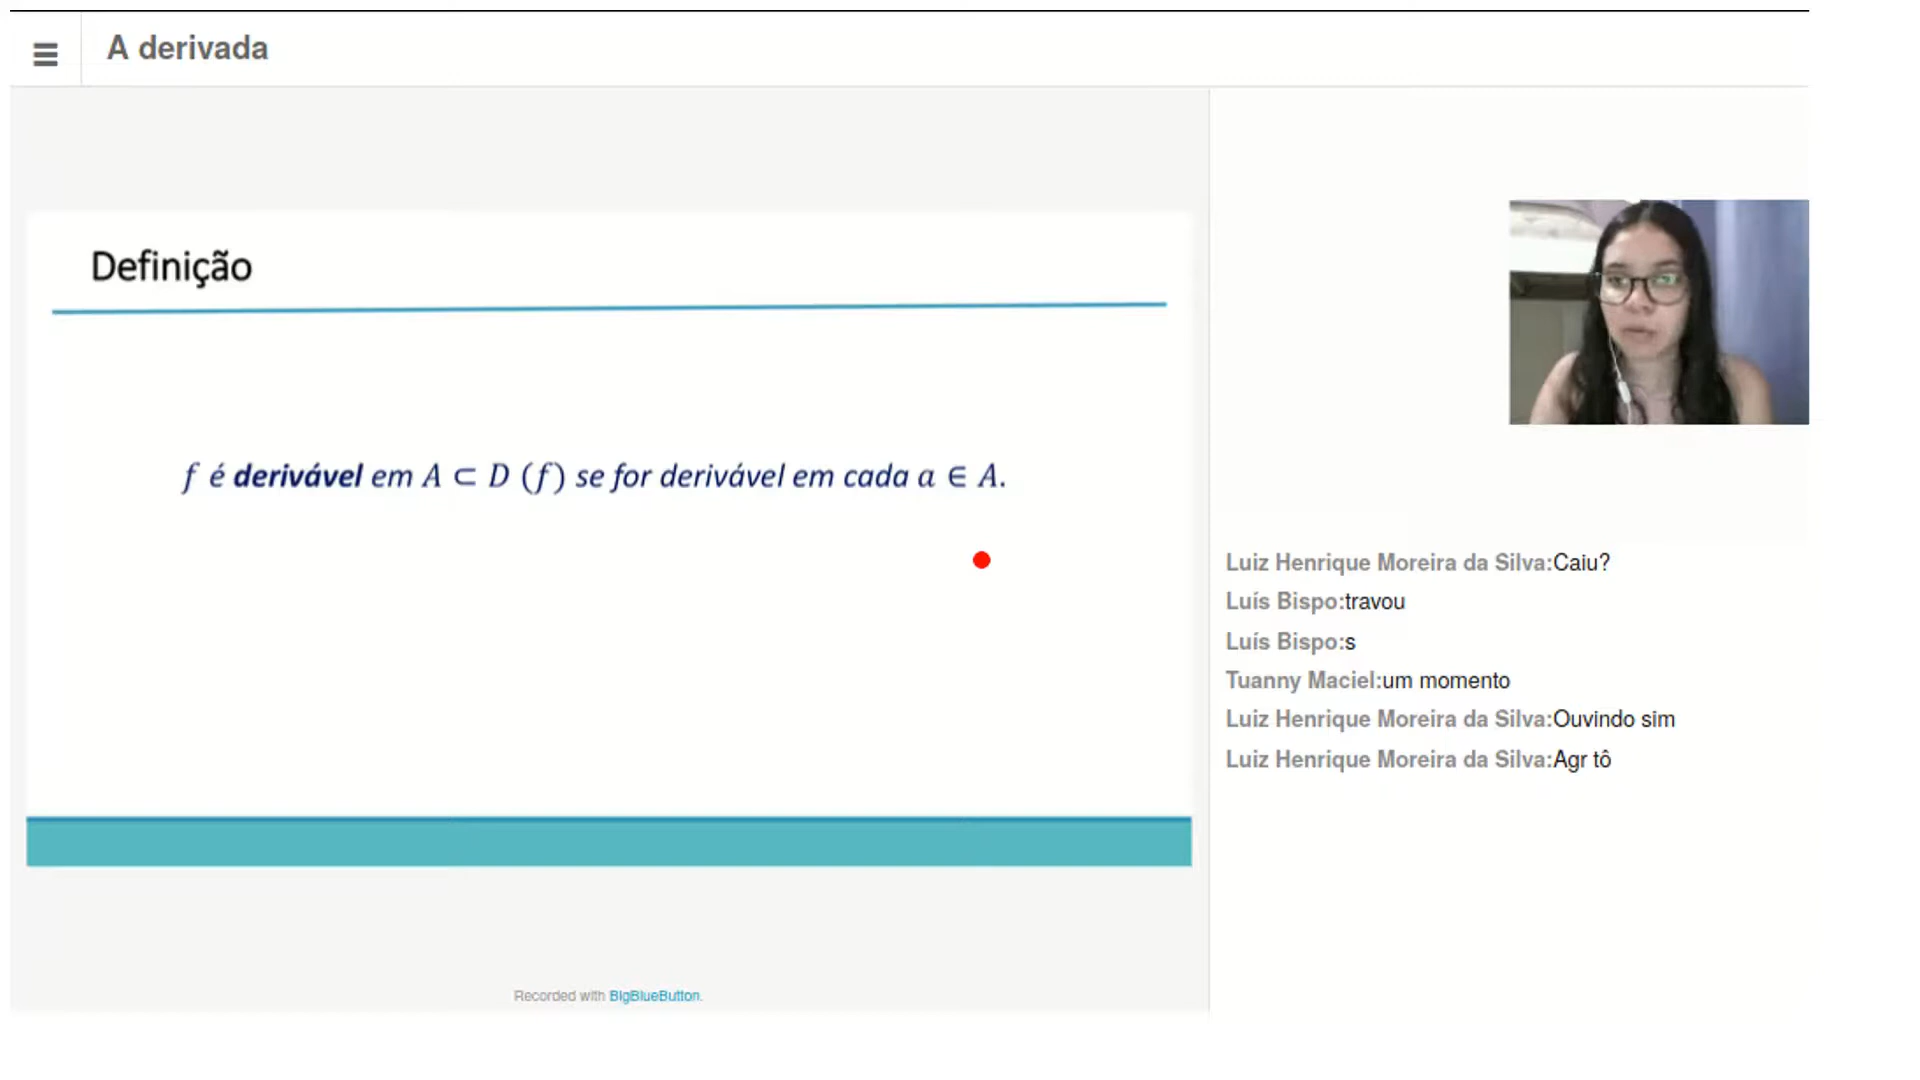 A derivada
Definição
f é derivável em A ⊂ D (f) se for derivável em cada a ∈ A.
Luiz Henrique Moreira da Silva:Caiu?
Luís Bispo:travou
Luís Bispo:s
Tuanny Maciel:um momento
Luiz Henrique Moreira da Silva:Ouvindo sim
Luiz Henrique Moreira da Silva:Agr tô
Recorded with BigBlueButton.